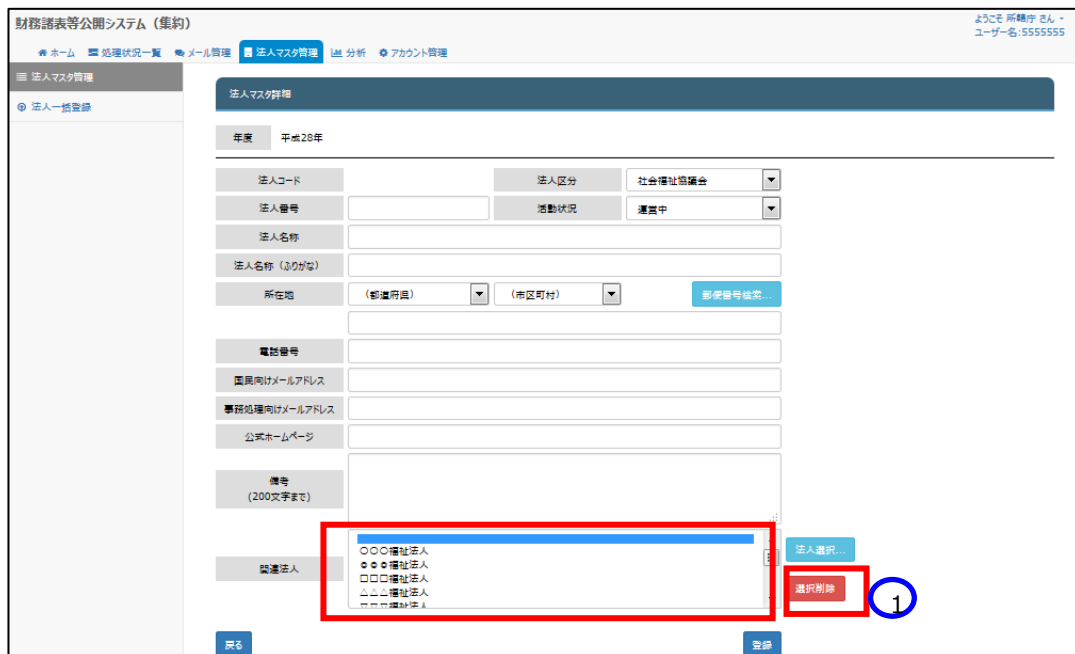 財務諸表等公開システム（集約）
ようこそ 所轄庁 さん
ユーザー名:5555555
ホーム 処理状況一覧 メール管理 法人マスタ管理 分析 アカウント管理
法人マスタ管理
法人一括登録
法人マスタ詳細
年度 平成28年
法人コード 法人区分 社会福祉協議会
法人番号 活動状況 運営中
法人名称
法人名称（ふりがな）
所在地 （都道府県） （市区町村） 郵便番号検索...
電話番号
国民向けメールアドレス
事務処理向けメールアドレス
公式ホームページ
備考
(200文字まで)
関連法人
○○○福祉法人
◎◎◎福祉法人
□□□福祉法人
△△△福祉法人
▽▽▽福祉法人
法人選択...
選択削除
1
戻る 登録